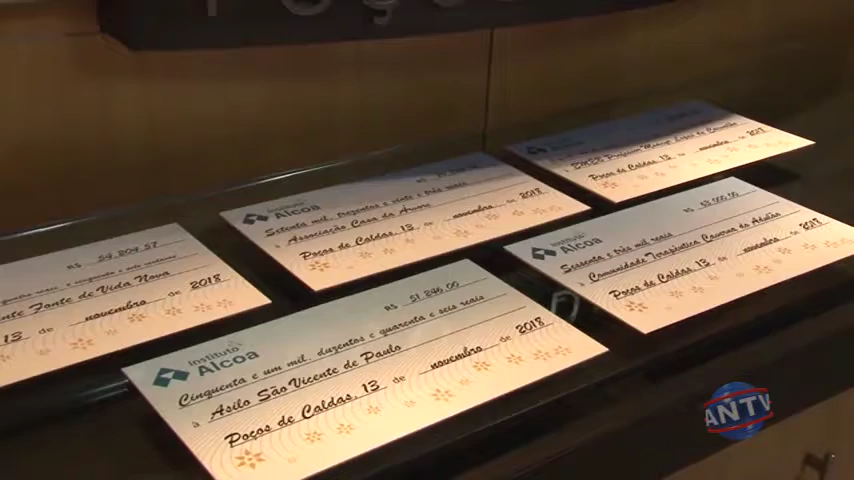 Instituto
Alcoa
Setenta mil, trezentos e vinte e três reais
à Associação Casa da Árvore
Poços de Caldas, 13 de novembro de 2018
Poços de Caldas, 13 de novembro de 2018
R$ 54.204,57
Fonte de Vida Nova
13 de novembro de 2018
Instituto
Alcoa
R$ 63.000,00
Sessenta e três mil reais
à Comunidade Terapêutica Caverna de Adulão
Poços de Caldas, 13 de novembro de 2018
Instituto
Alcoa
R$ 51.246,00
Cinquenta e um mil, duzentos e quarenta e seis reais
à Asilo São Vicente de Paulo
Poços de Caldas, 13 de novembro de 2018
ANTV